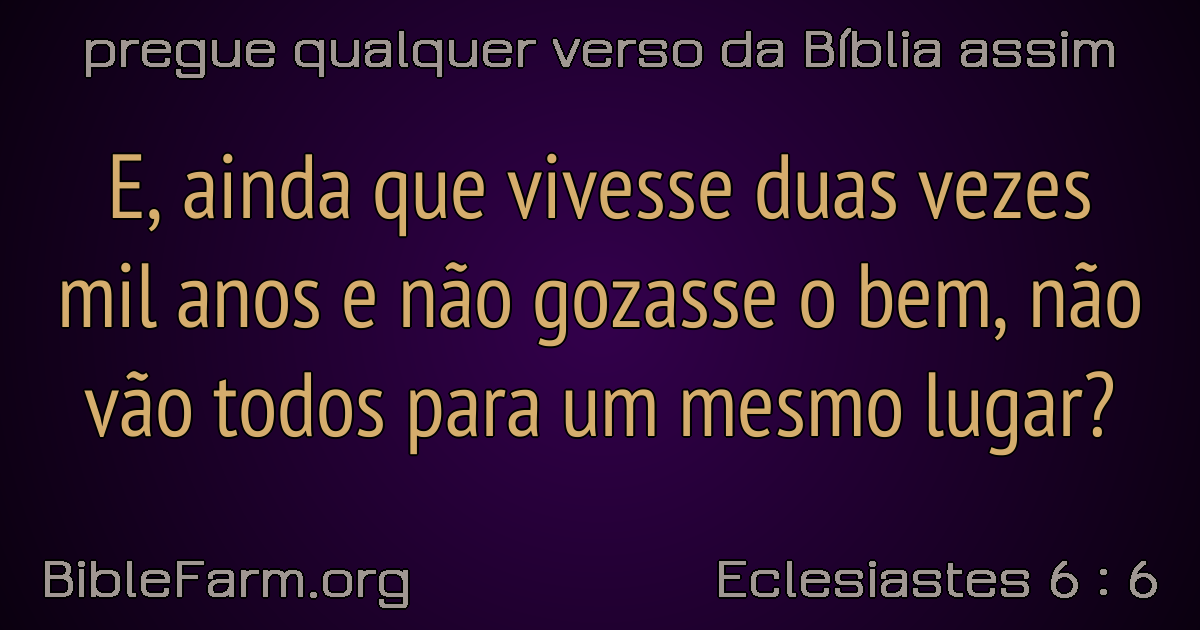 pregue qualquer verso da Bíblia assim
E, ainda que vivesse duas vezes
mil anos e não gozasse o bem, não
vão todos para um mesmo lugar?
BibleFarm.org
Eclesiastes 6 : 6